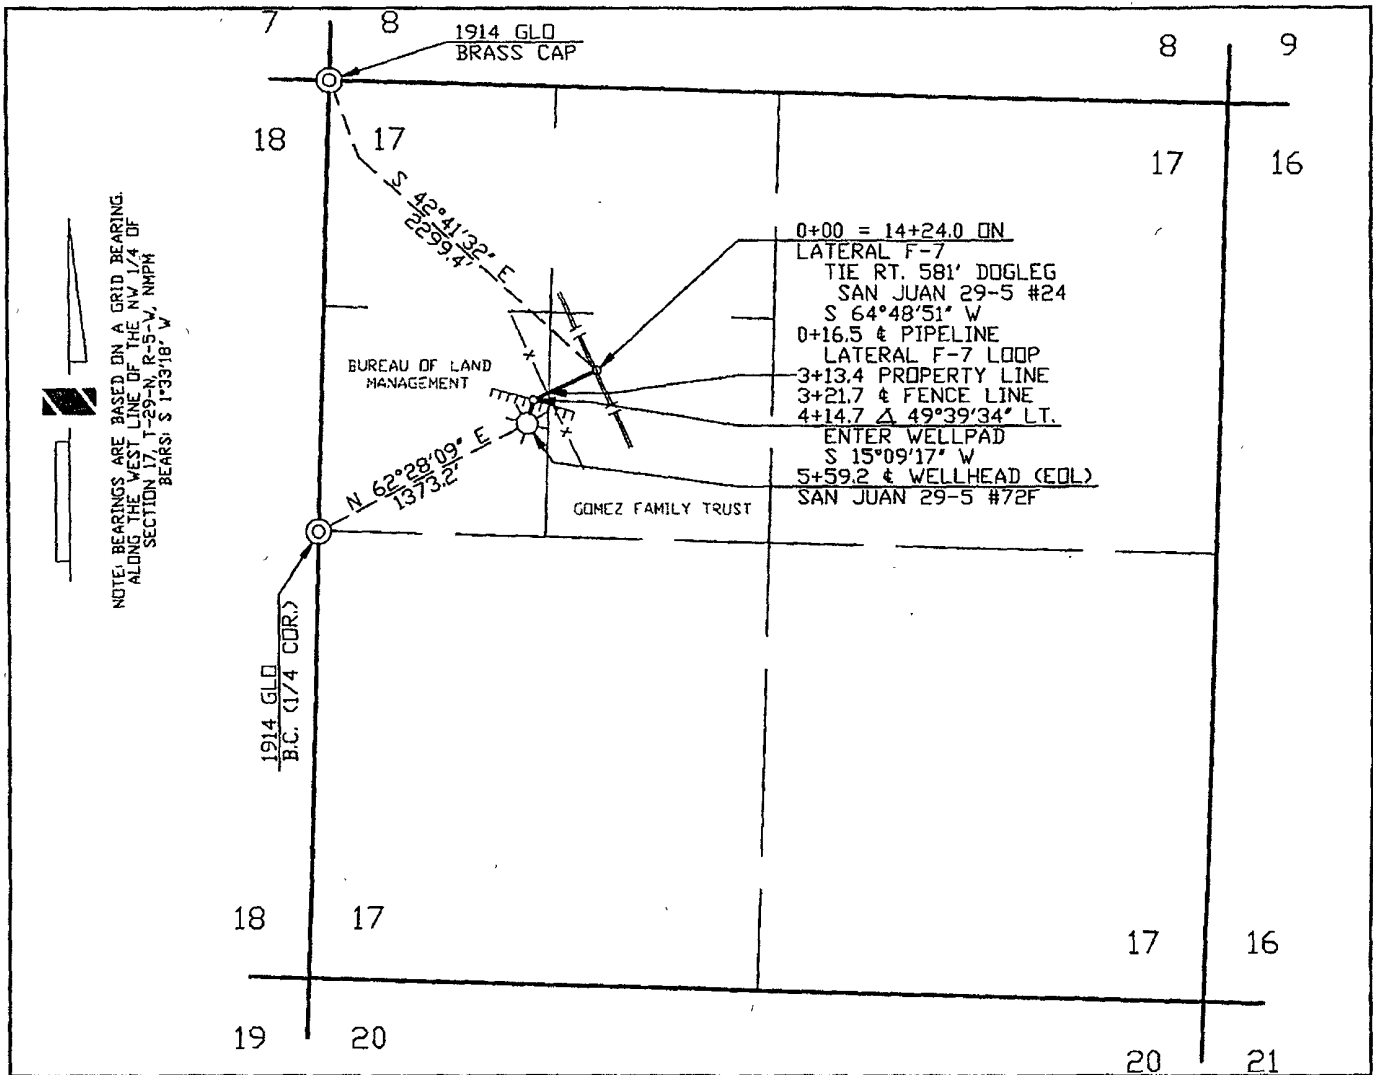 7 8
1914 GLO
BRASS CAP
8 9
18 17
17 16
S 42°41'32" E
2299.4'
NOTE: BEARINGS ARE BASED ON A GRID BEARING.
ALONG THE WEST LINE OF THE NW 1/4 OF
SECTION 17, T-29-N, R-5-W, NMPM
BEARS: S 1°33'18" W
0+00 = 14+24.0 ON
LATERAL F-7
TIE RT. 581' DOGLEG
SAN JUAN 29-5 #24
S 64°48'51" W
0+16.5 ℄ PIPELINE
LATERAL F-7 LOOP
3+13.4 PROPERTY LINE
3+21.7 ℄ FENCE LINE
4+14.7 Δ 49°39'34" LT.
ENTER WELLPAD
S 15°09'17" W
5+59.2 ℄ WELLHEAD (EOL)
SAN JUAN 29-5 #72F
BUREAU OF LAND
MANAGEMENT
N 62°28'09" E
1373.2'
GOMEZ FAMILY TRUST
1914 GLO
B.C. (1/4 COR.)
18 17
17 16
19 20
20 21